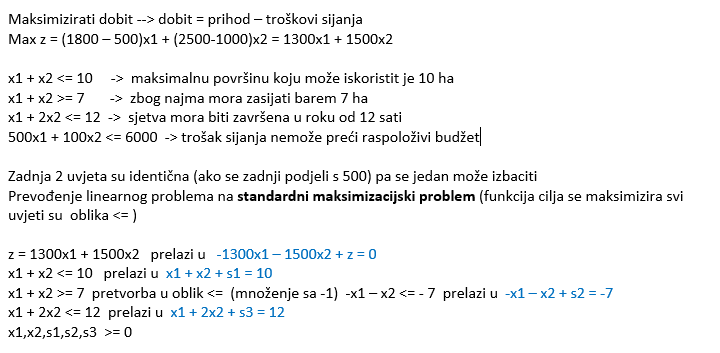 Maksimizirati dobit --> dobit = prihod – troškovi sijanja
Max z = (1800 – 500)x1 + (2500-1000)x2 = 1300x1 + 1500x2
x1 + x2 <= 10 -> maksimalnu površinu koju može iskoristit je 10 ha
x1 + x2 >= 7 -> zbog najma mora zasijati barem 7 ha
x1 + 2x2 <= 12 -> sjetva mora biti završena u roku od 12 sati
500x1 + 100x2 <= 6000 -> trošak sijanja nemože preći raspoloživi budžet
Zadnja 2 uvjeta su identična (ako se zadnji podjeli s 500) pa se jedan može izbaciti
Prevođenje linearnog problema na standardni maksimizacijski problem (funkcija cilja se maksimizira svi
uvjeti su oblika <= )
z = 1300x1 + 1500x2 prelazi u -1300x1 – 1500x2 + z = 0
x1 + x2 <= 10 prelazi u x1 + x2 + s1 = 10
x1 + x2 >= 7 pretvorba u oblik <= (množenje sa -1) -x1 – x2 <= - 7 prelazi u -x1 – x2 + s2 = -7
x1 + 2x2 <= 12 prelazi u x1 + 2x2 + s3 = 12
x1,x2,s1,s2,s3 >= 0